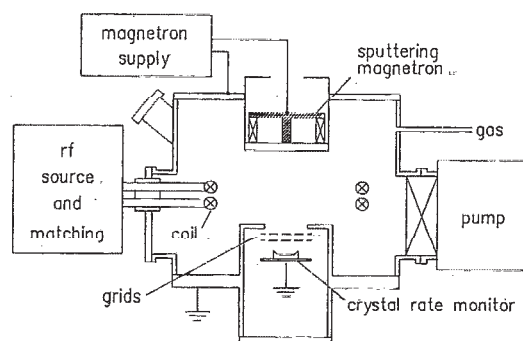 magnetron
supply
sputtering
magnetron
gas
rf
source
and
matching
coil
pump
grids
crystal rate monitor